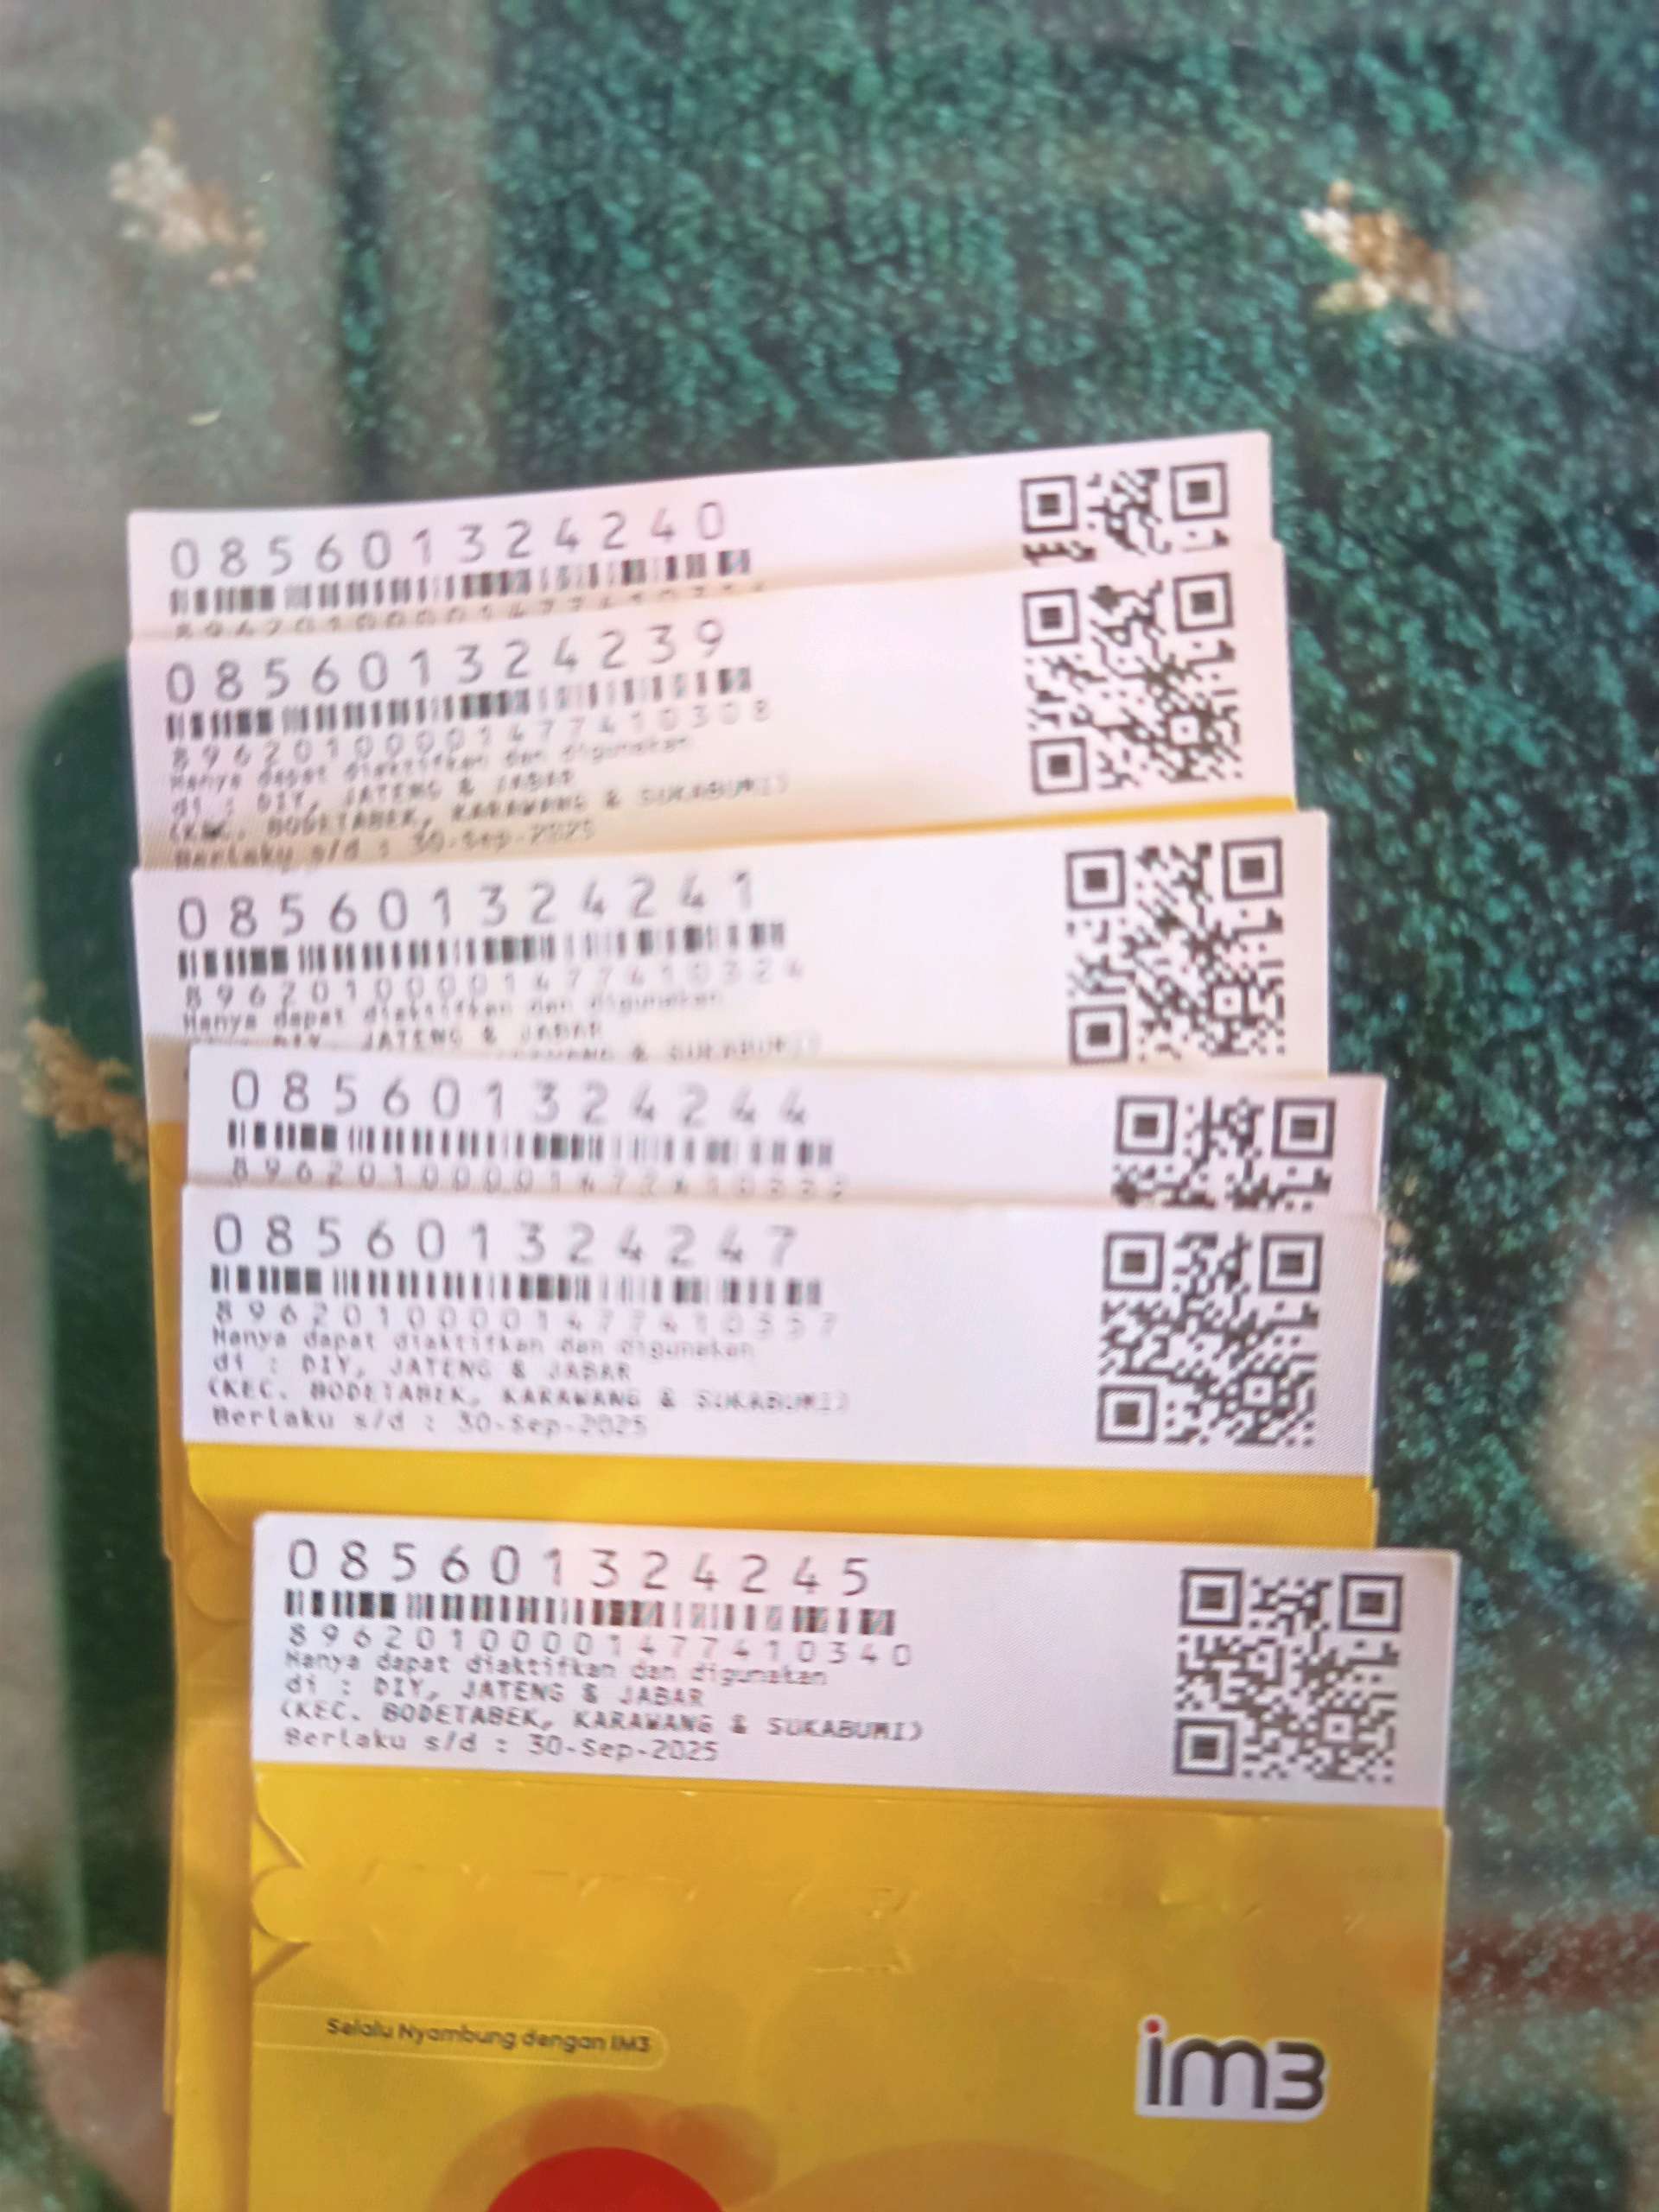 085601324240
085601324239
89620100001477410308
Hanya dapat diaktifkan dan digunakan
di : DIY, JATENG & JABAR
(KEC. BODETABEK, KARAWANG & SUKABUMI)
Berlaku s/d : 30-Sep-2025
085601324241
89620100001477410324
Hanya dapat diaktifkan dan digunakan
DIY, JATENG & JABAR
& SUKABUMI)
085601324244
085601324247
89620100001477410357
Hanya dapat diaktifkan dan digunakan
di : DIY, JATENG & JABAR
(KEC. BODETABEK, KARAWANG & SUKABUMI)
Berlaku s/d : 30-Sep-2025
085601324245
89620100001477410340
Hanya dapat diaktifkan dan digunakan
di : DIY, JATENG & JABAR
(KEC. BODETABEK, KARAWANG & SUKABUMI)
Berlaku s/d : 30-Sep-2025
Selalu Nyambung dengan IM3
im3